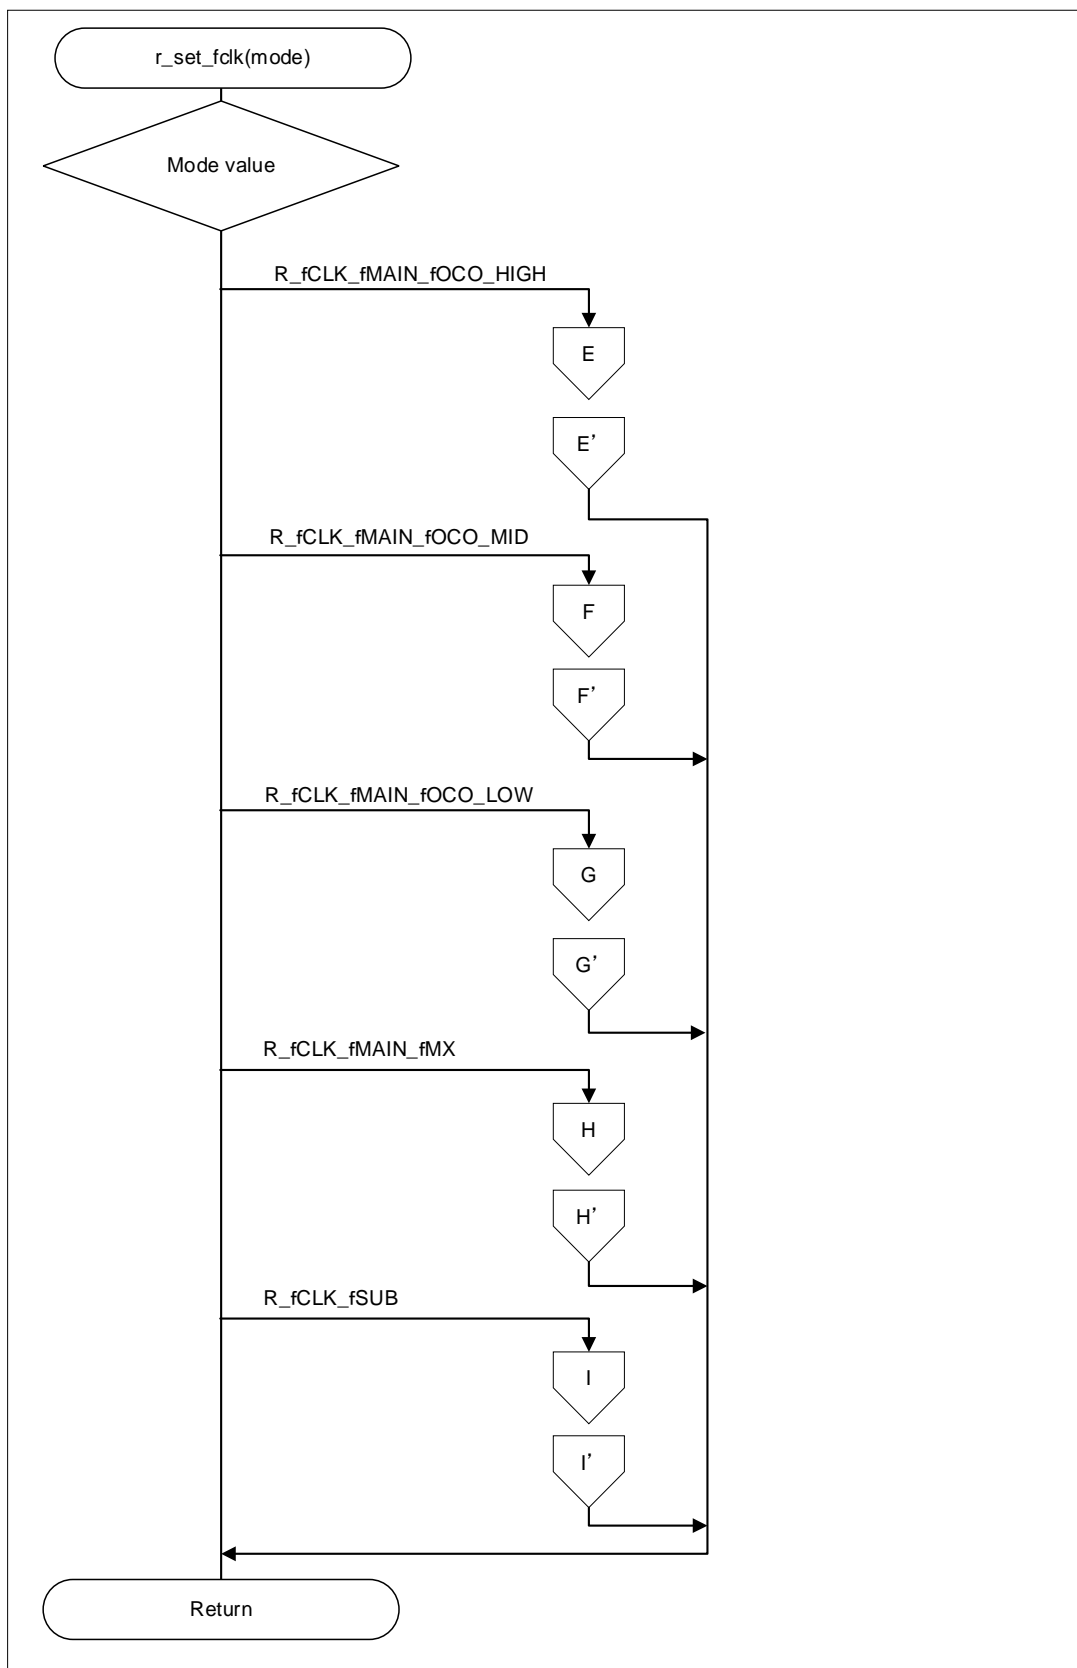 r_set_fclk(mode)
Mode value
R_fCLK_fMAIN_fOCO_HIGH
E
E’
R_fCLK_fMAIN_fOCO_MID
F
F’
R_fCLK_fMAIN_fOCO_LOW
G
G’
R_fCLK_fMAIN_fMX
H
H’
R_fCLK_fSUB
I
I’
Return